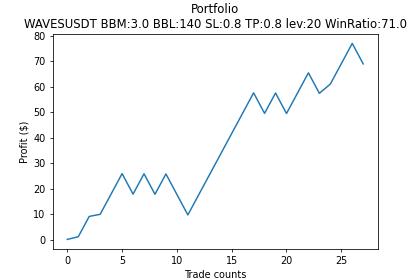 Portfolio
WAVESUSDT BBM:3.0 BBL:140 SL:0.8 TP:0.8 lev:20 WinRatio:71.0
80
70
60
50
40
30
20
10
0
Profit ($)
0 5 10 15 20 25
Trade counts